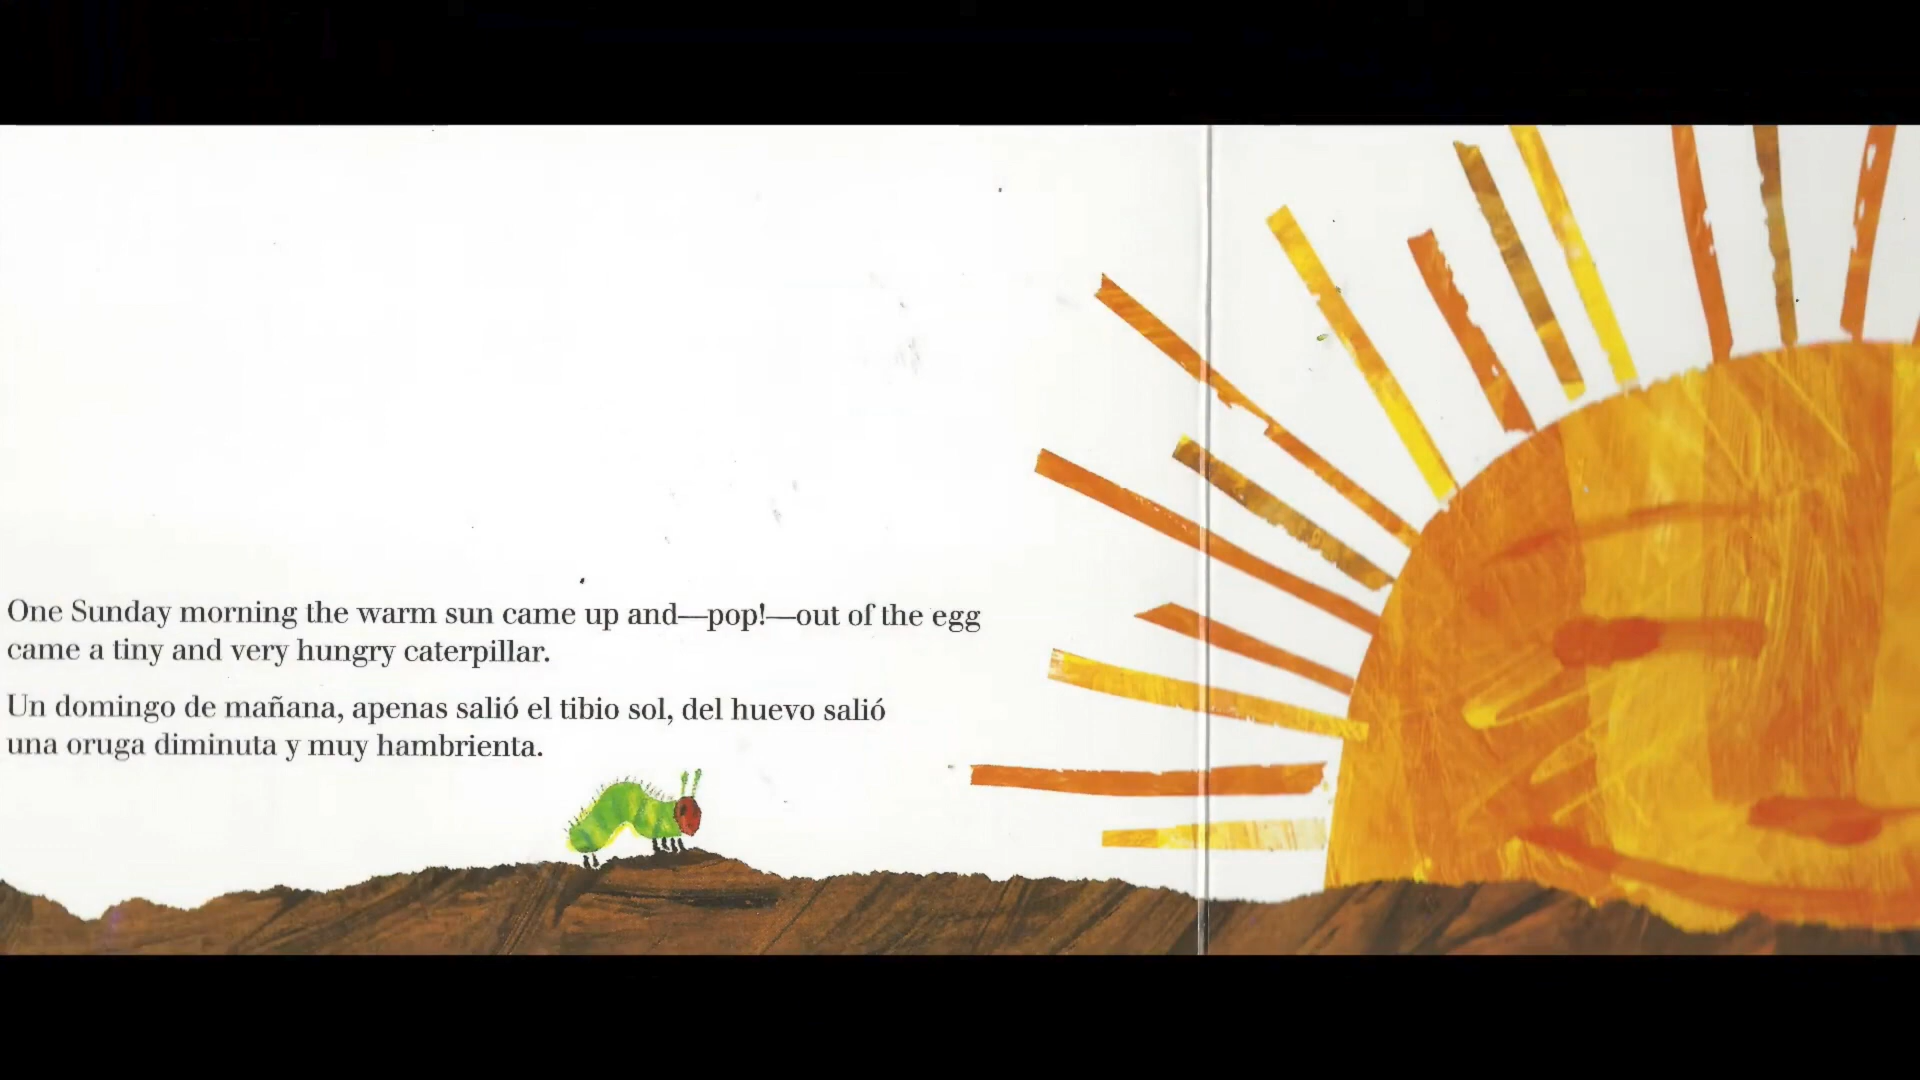 One Sunday morning the warm sun came up and—pop!—out of the egg
came a tiny and very hungry caterpillar.
Un domingo de mañana, apenas salió el tibio sol, del huevo salió
una oruga diminuta y muy hambrienta.